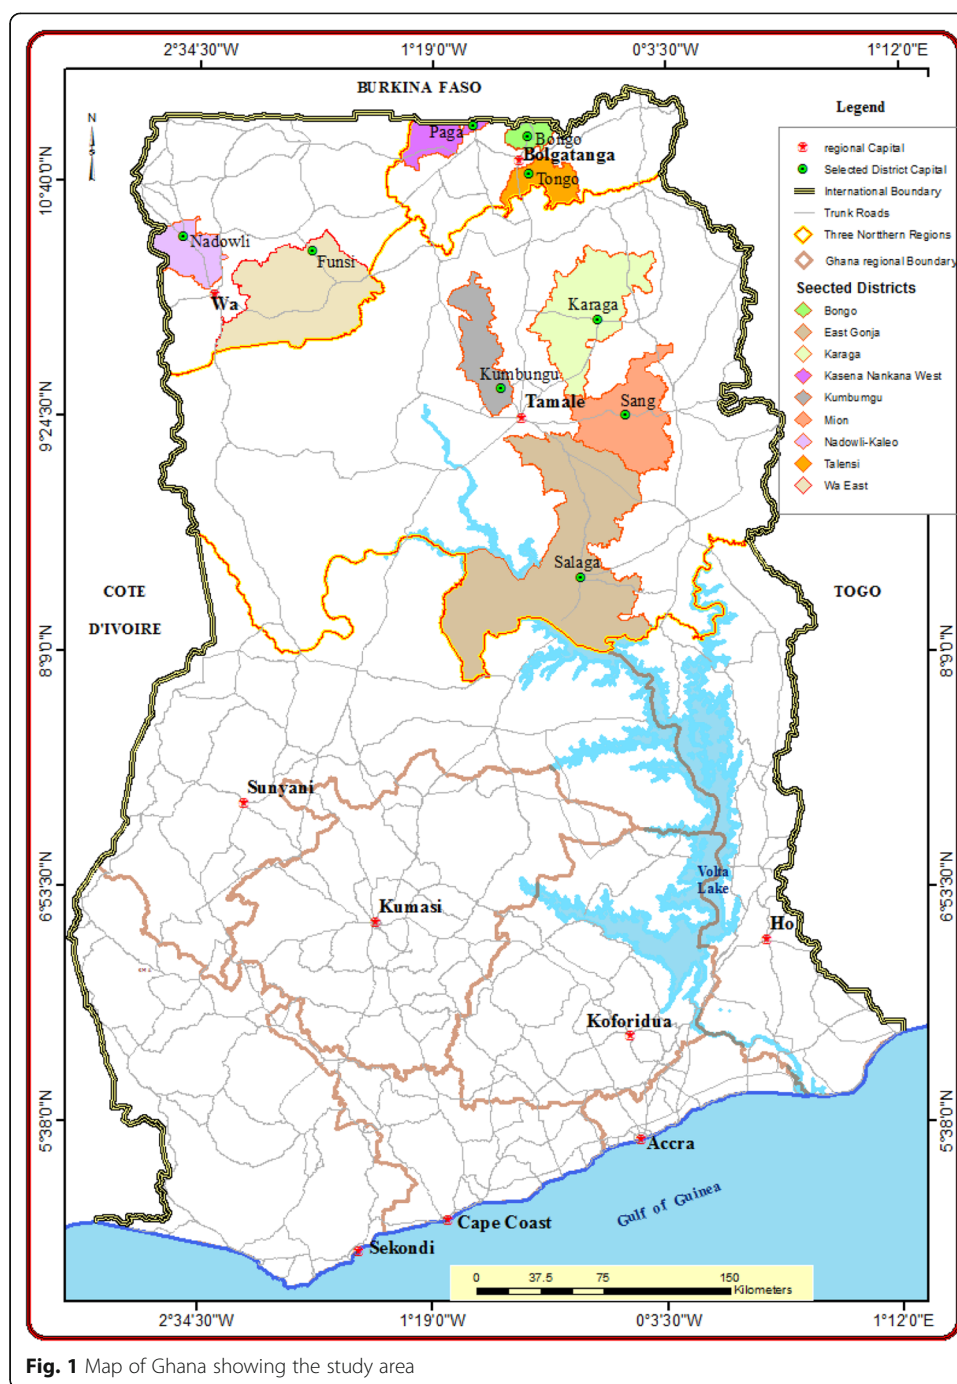 2°34'30"W 1°19'0"W 0°3'30"W 1°12'0"E
BURKINA FASO
N
Legend
regional Capital
Selected District Capital
International Boundary
Trunk Roads
Three Nortthern Regions
Ghana regional Boundary
Seected Districts
Bongo
East Gonja
Karaga
Kasena Nankana West
Kumbumgu
Mion
Nadowli-Kaleo
Talensi
Wa East
Paga
Bongo
Bolgatanga
Tongo
10°40'0"N
Nadowli
Funsi
Wa
Karaga
Kumbungu
Tamale
Sang
9°24'30"N
Salaga
COTE
D'IVOIRE
TOGO
8°9'0"N
8°9'0"N
Sunyani
Volta
Lake
6°53'30"N
6°53'30"N
Kumasi
Ho
Koforidua
5°38'0"N
5°38'0"N
Accra
Gulf of Guinea
Cape Coast
Sekondi
0 37.5 75 150
Kilometers
2°34'30"W 1°19'0"W 0°3'30"W 1°12'0"E
Fig. 1 Map of Ghana showing the study area